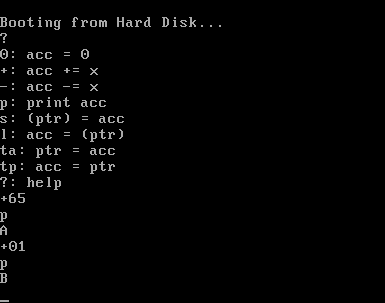 Booting from Hard Disk...
?
0: acc = 0
+: acc += x
-: acc -= x
p: print acc
s: (ptr) = acc
l: acc = (ptr)
ta: ptr = acc
tp: acc = ptr
?: help
+65
p
A
+01
p
B